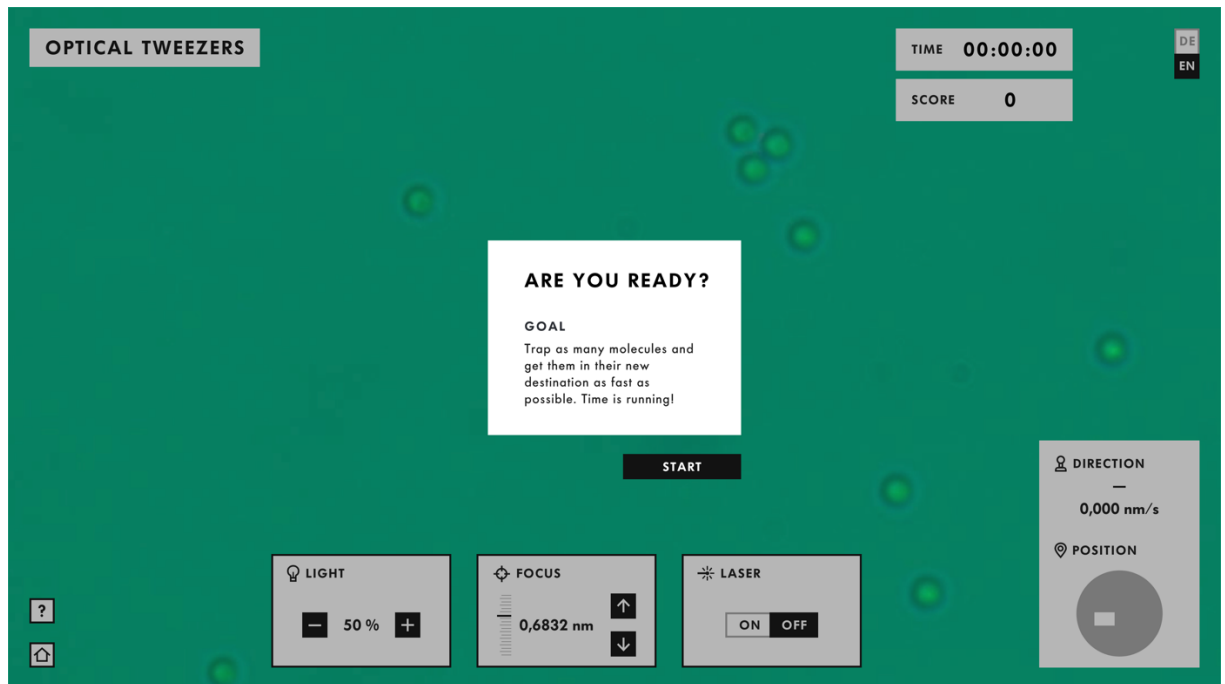 OPTICAL TWEEZERS
TIME 00:00:00
DE
EN
SCORE 0
ARE YOU READY?
GOAL
Trap as many molecules and
get them in their new
destination as fast as
possible. Time is running!
START
DIRECTION
—
0,000 nm/s
POSITION
LIGHT
− 50 % +
FOCUS
0,6832 nm
↑
↓
LASER
ON OFF
?